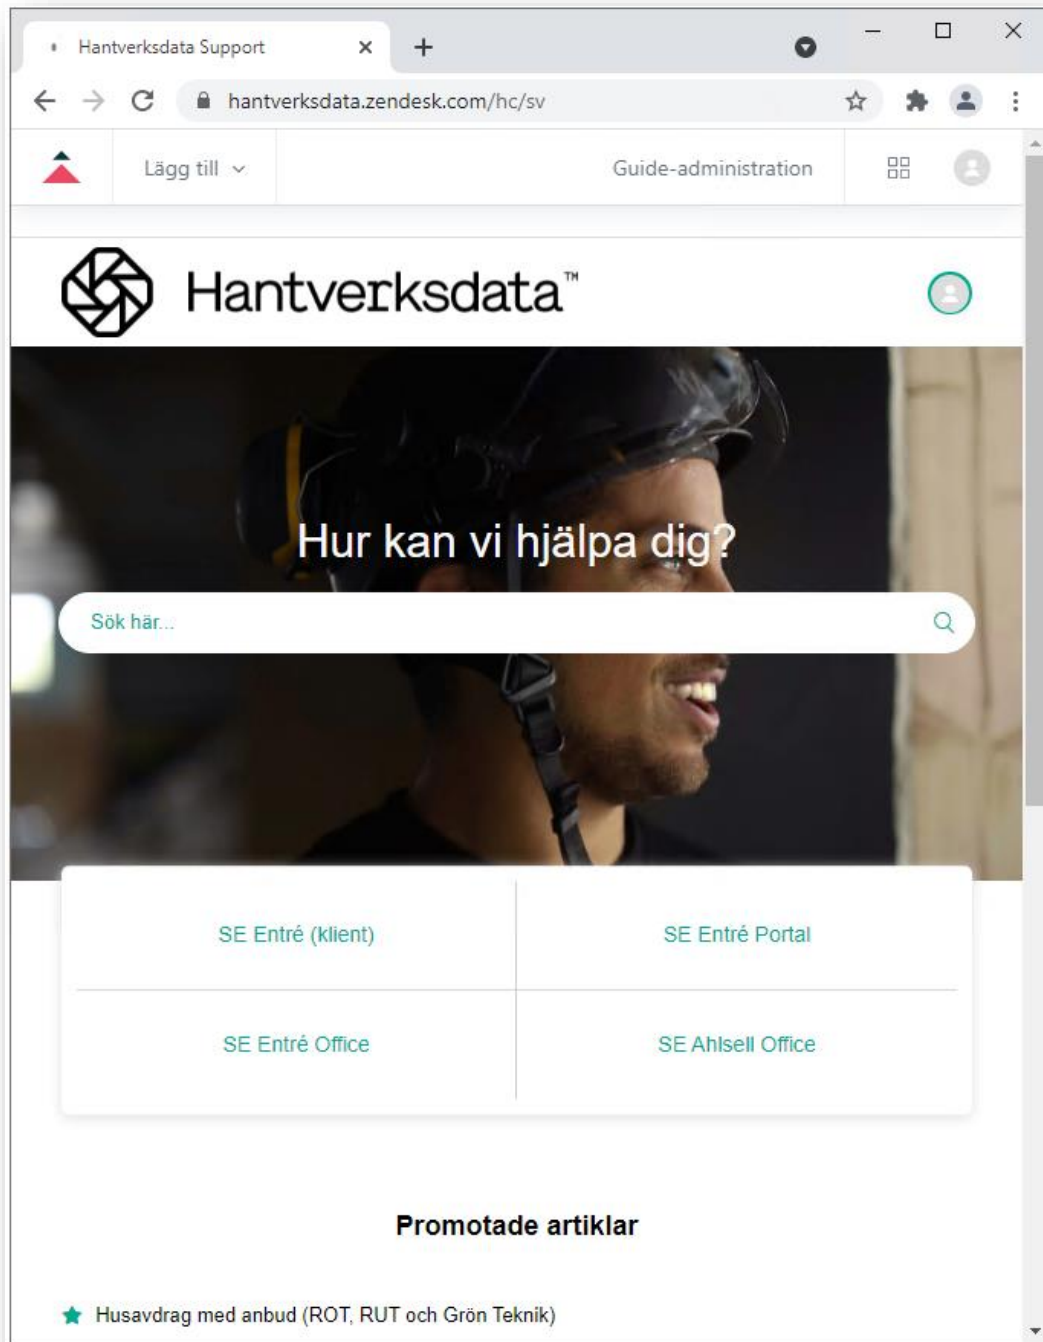 Hantverksdata Support
hantverksdata.zendesk.com/hc/sv
Lägg till
Guide-administration
Hantverksdata™
Hur kan vi hjälpa dig?
Sök här...
SE Entré (klient)
SE Entré Portal
SE Entré Office
SE Ahlsell Office
Promotade artiklar
Husavdrag med anbud (ROT, RUT och Grön Teknik)